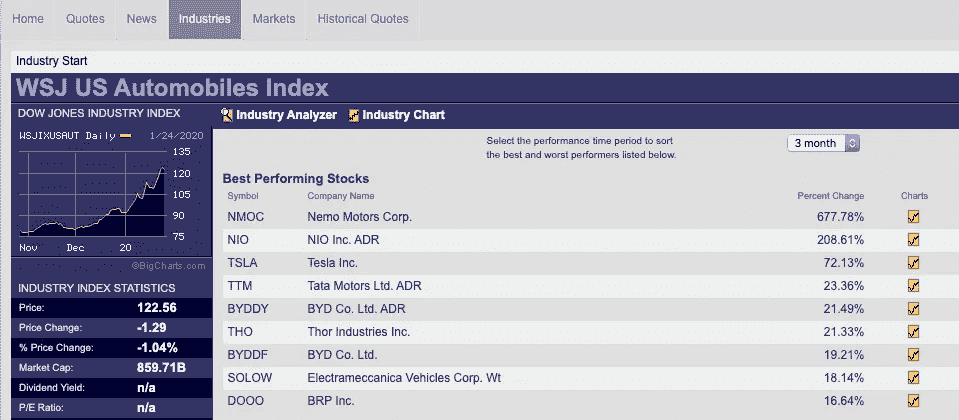 Home Quotes News Industries Markets Historical Quotes
Industry Start
WSJ US Automobiles Index
DOW JONES INDUSTRY INDEX
WSJIXUSAUT Daily 1/24/2020
135
120
105
90
75
Nov Dec 20
©BigCharts.com
INDUSTRY INDEX STATISTICS
Price: 122.56
Price Change: -1.29
% Price Change: -1.04%
Market Cap: 859.71B
Dividend Yield: n/a
P/E Ratio: n/a
Industry Analyzer Industry Chart
Select the performance time period to sort
the best and worst performers listed below.
3 month
Best Performing Stocks
Symbol Company Name Percent Change Charts
NMOC Nemo Motors Corp. 677.78%
NIO NIO Inc. ADR 208.61%
TSLA Tesla Inc. 72.13%
TTM Tata Motors Ltd. ADR 23.36%
BYDDY BYD Co. Ltd. ADR 21.49%
THO Thor Industries Inc. 21.33%
BYDDF BYD Co. Ltd. 19.21%
SOLOW Electrameccanica Vehicles Corp. Wt 18.14%
DOOO BRP Inc. 16.64%